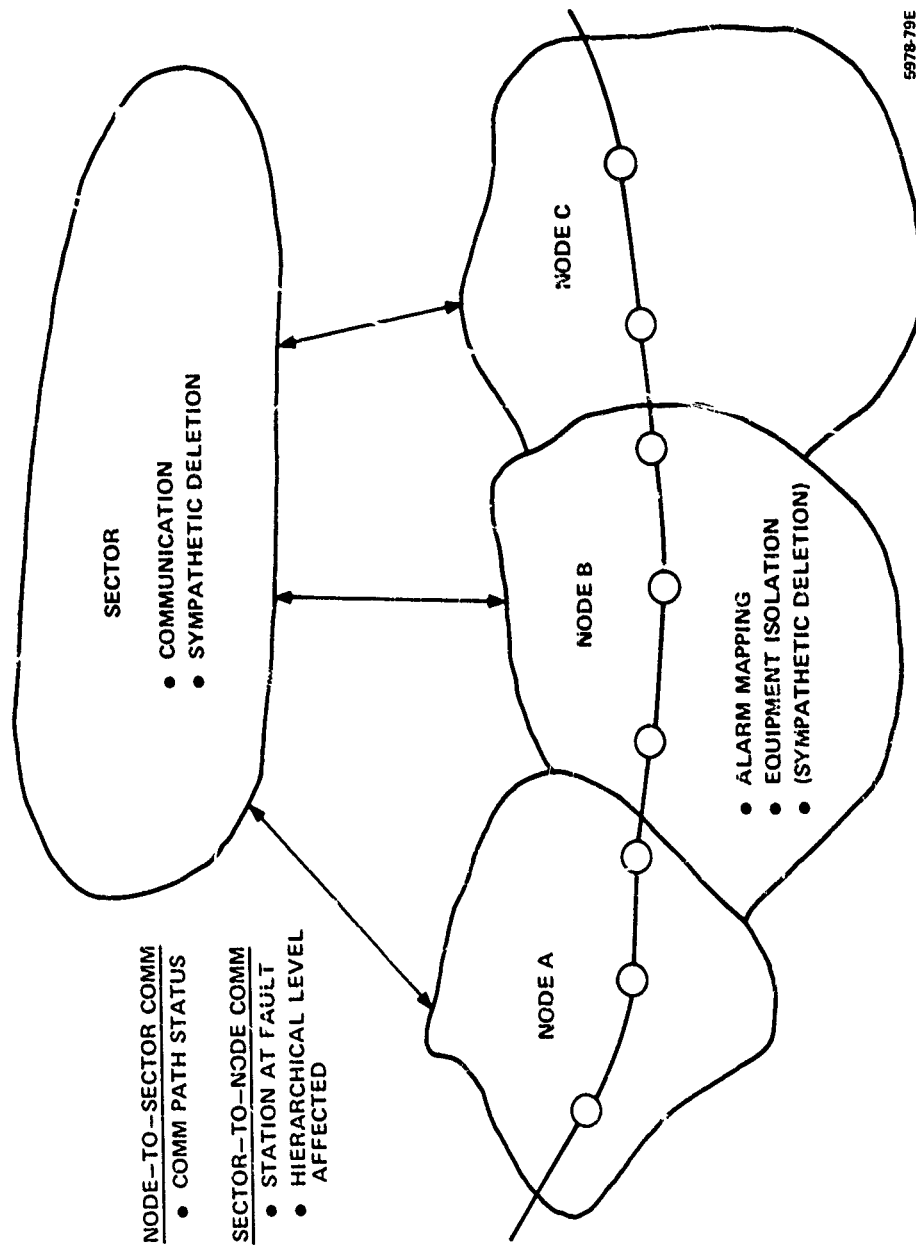 SECTOR
● COMMUNICATION
● SYMPATHETIC DELETION
NODE-TO-SECTOR COMM
● COMM PATH STATUS
SECTOR-TO-NODE COMM
● STATION AT FAULT
● HIERARCHICAL LEVEL
AFFECTED
NODE A
NODE B
● ALARM MAPPING
● EQUIPMENT ISOLATION
● (SYMPATHETIC DELETION)
NODE C
5978-79E